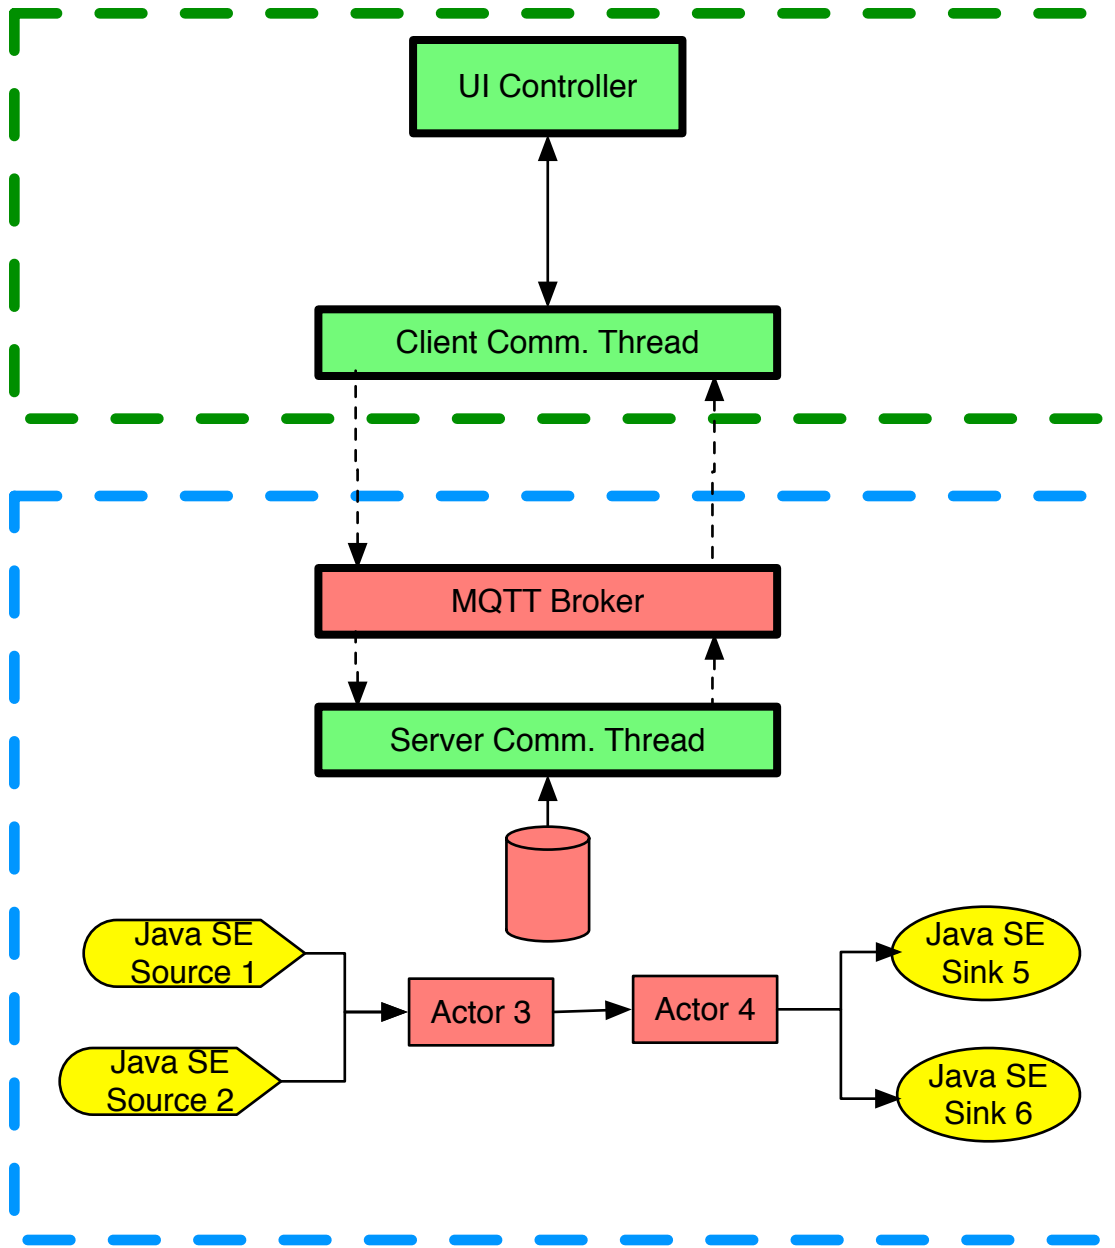 UI Controller
Client Comm. Thread
MQTT Broker
Server Comm. Thread
Java SE
Source 1
Java SE
Source 2
Actor 3
Actor 4
Java SE
Sink 5
Java SE
Sink 6